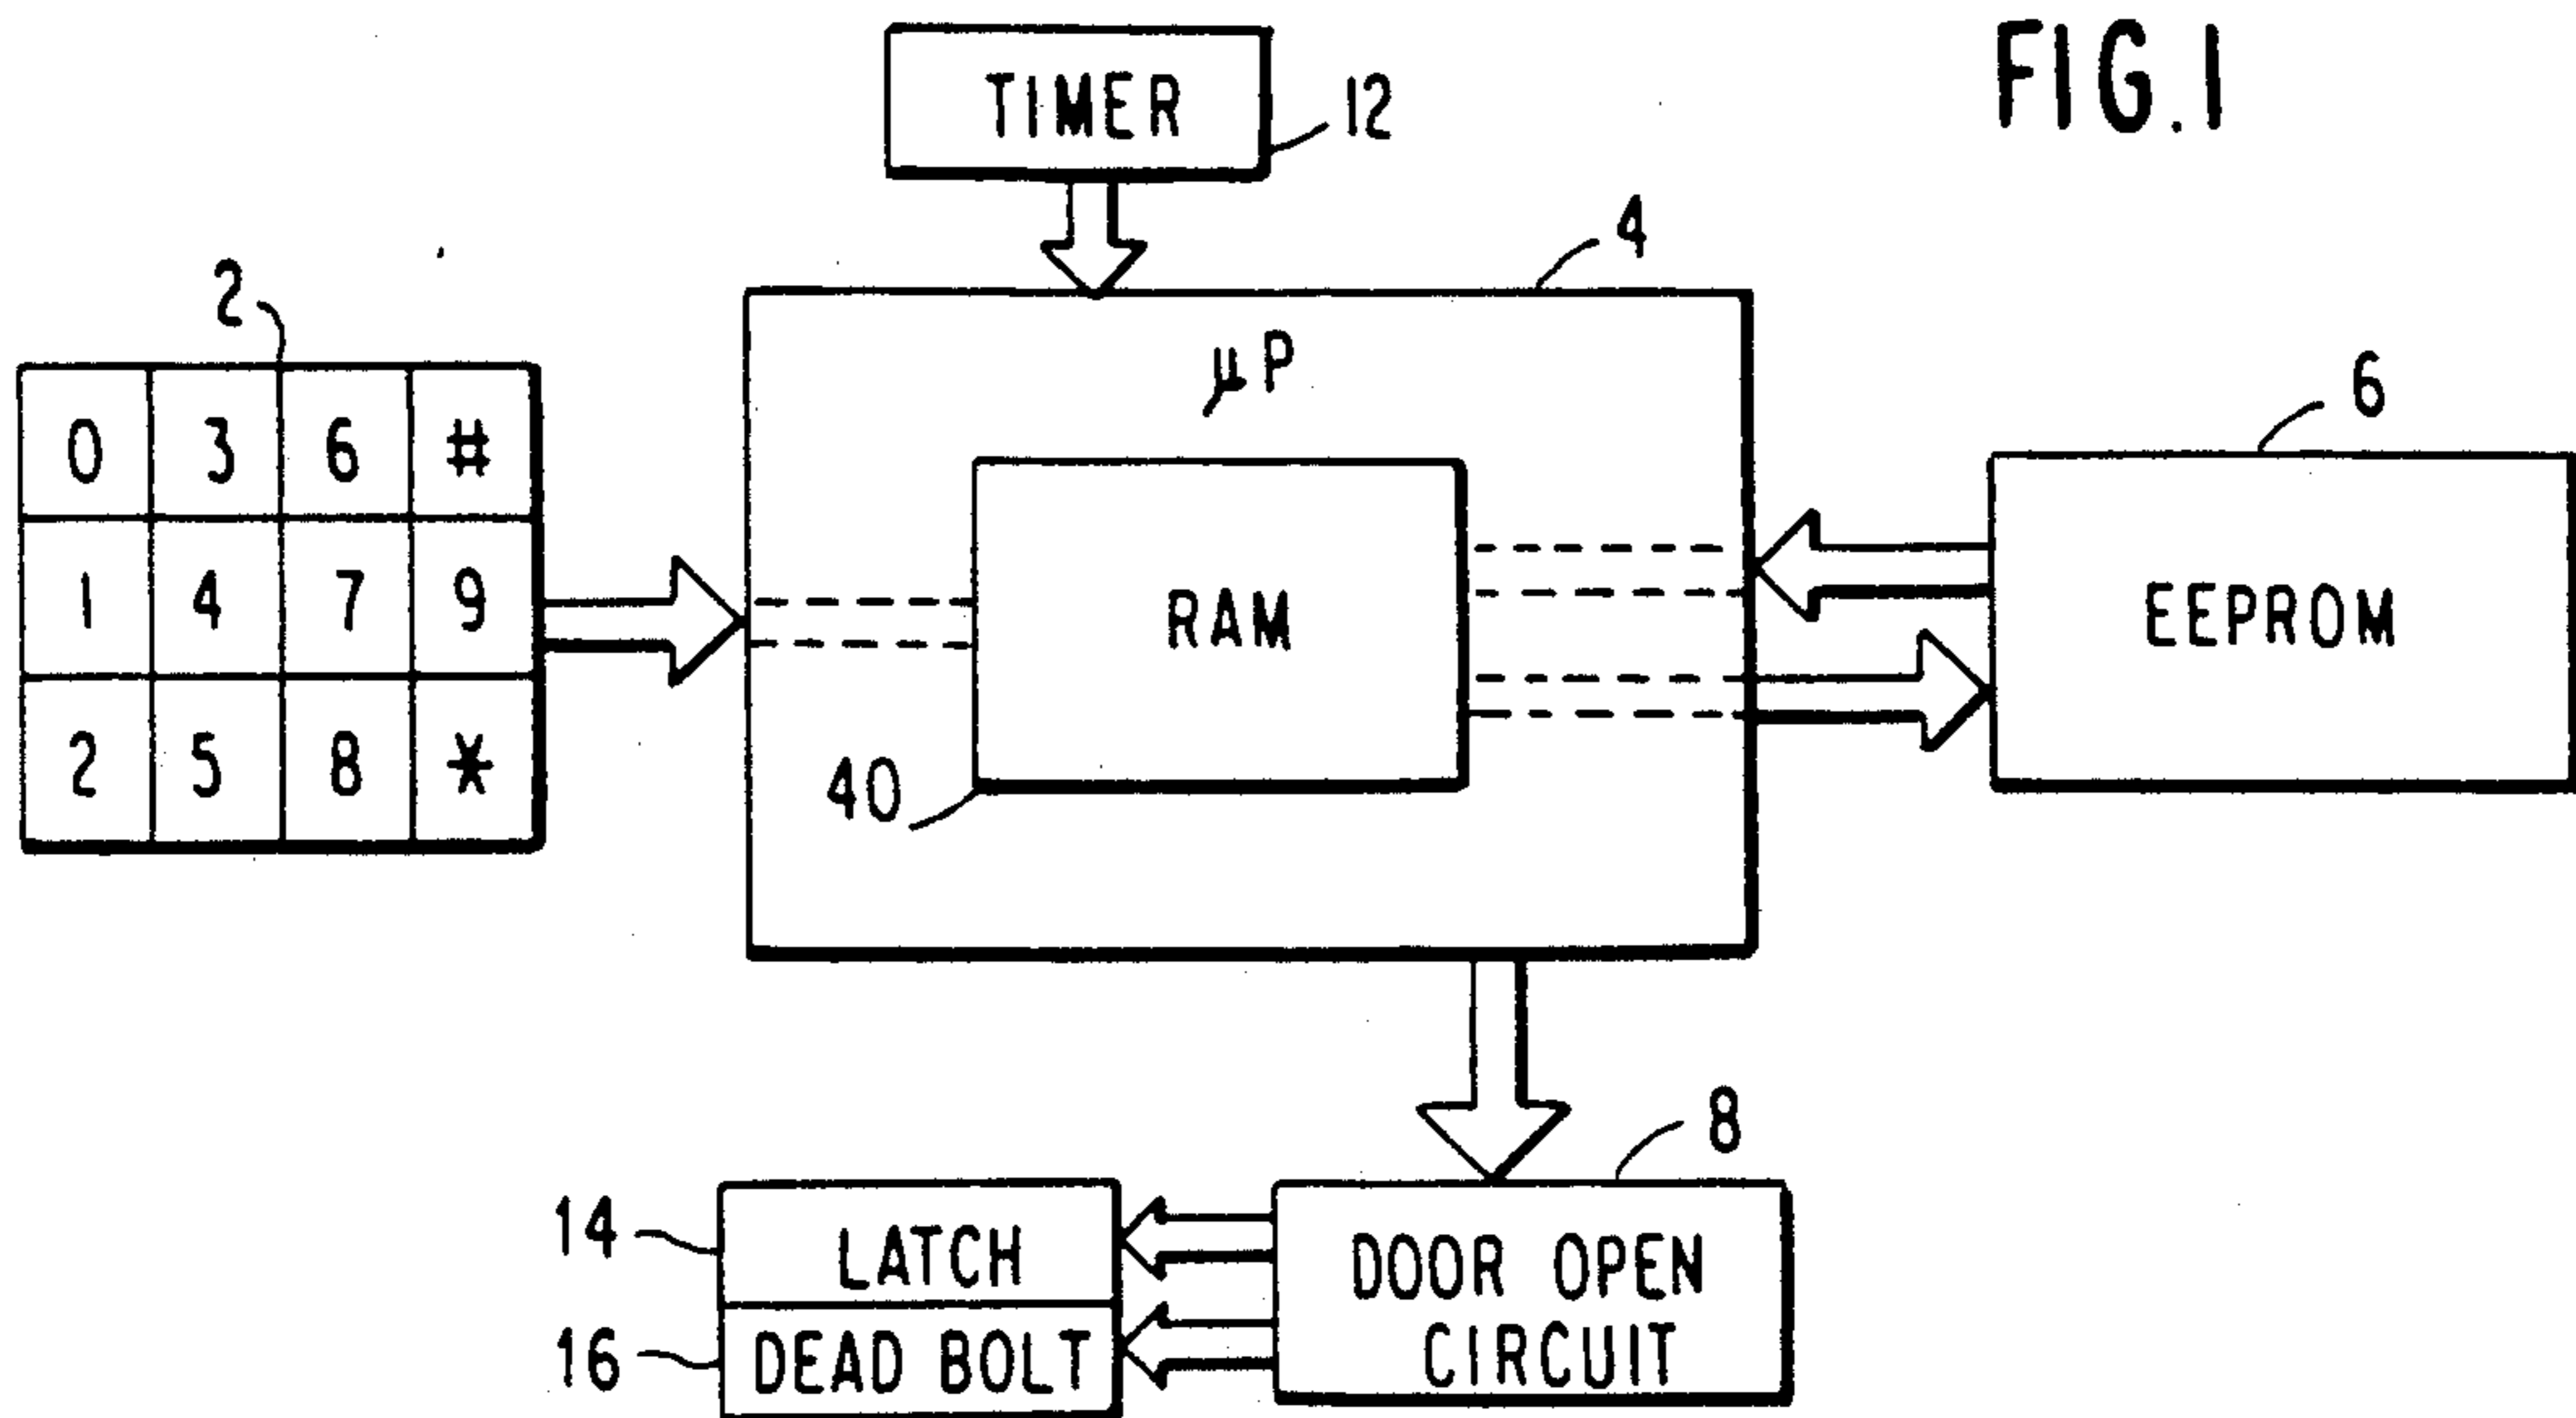 FIG.1
TIMER
12
4
2
μP
6
0 3 6 #
1 4 7 9
2 5 8 *
RAM
EEPROM
40
8
14
LATCH
DOOR OPEN
CIRCUIT
16
DEAD BOLT